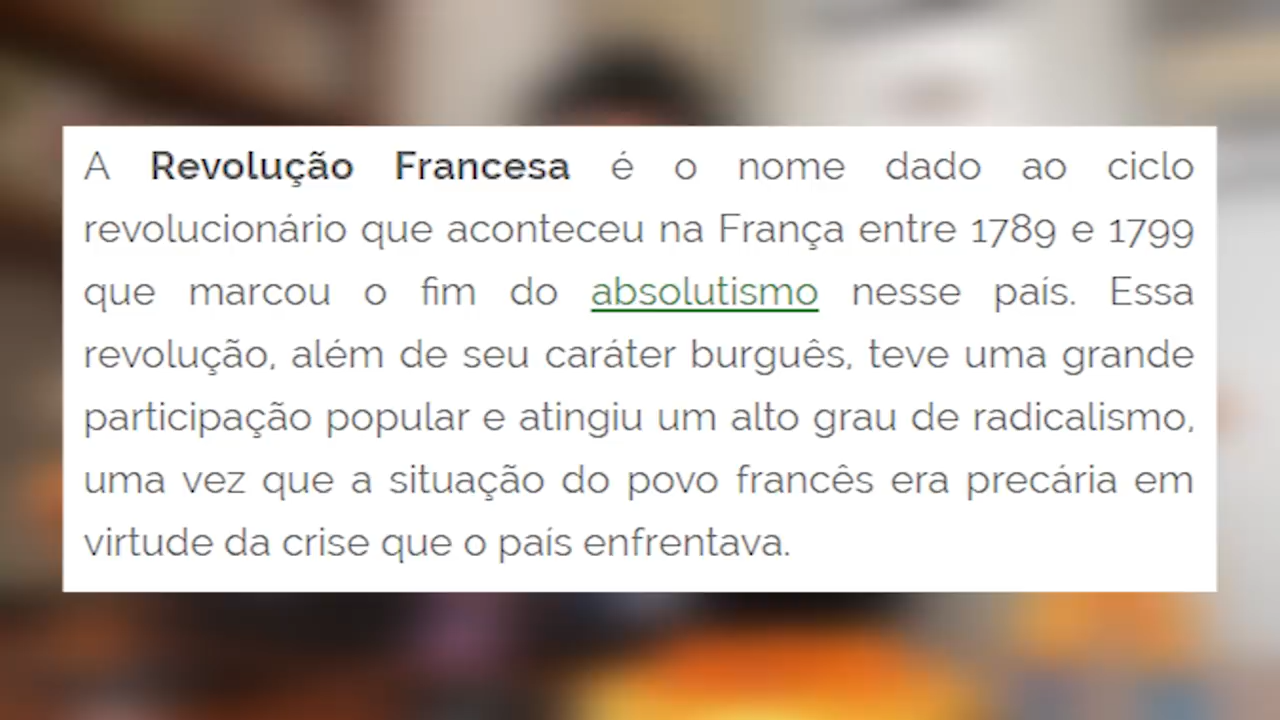 A Revolução Francesa é o nome dado ao ciclo
revolucionário que aconteceu na França entre 1789 e 1799
que marcou o fim do absolutismo nesse país. Essa
revolução, além de seu caráter burguês, teve uma grande
participação popular e atingiu um alto grau de radicalismo,
uma vez que a situação do povo francês era precária em
virtude da crise que o país enfrentava.